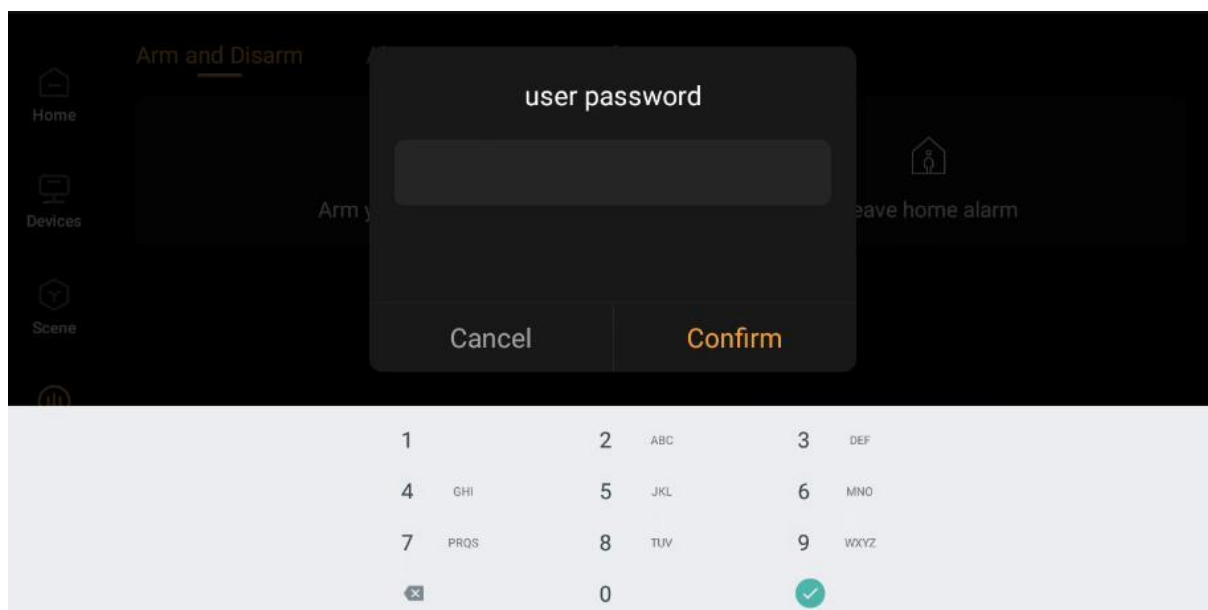 Arm and Disarm
user password
Home
Arm
eave home alarm
Devices
Scene
Cancel
Confirm
1
2 ABC
3 DEF
4 GHI
5 JKL
6 MNO
7 PRQS
8 TUV
9 WXYZ
0